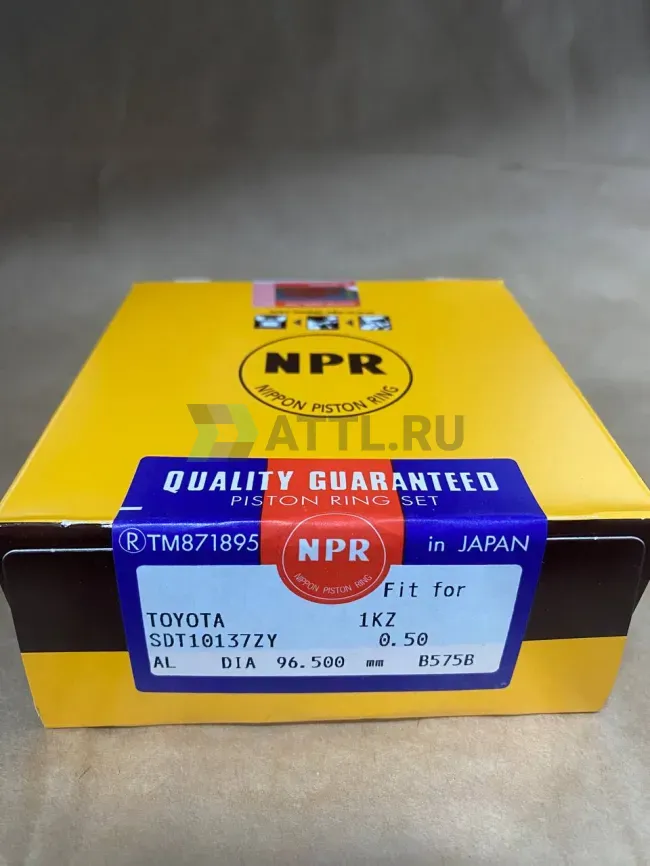 NPR
NIPPON PISTON RING
ATTL.RU
QUALITY GUARANTEED
PISTON RING SET
®TM871895 NPR in JAPAN
NIPPON PISTON RING
Fit for
TOYOTA 1KZ
SDT10137ZY 0.50
AL DIA 96.500 mm B575B